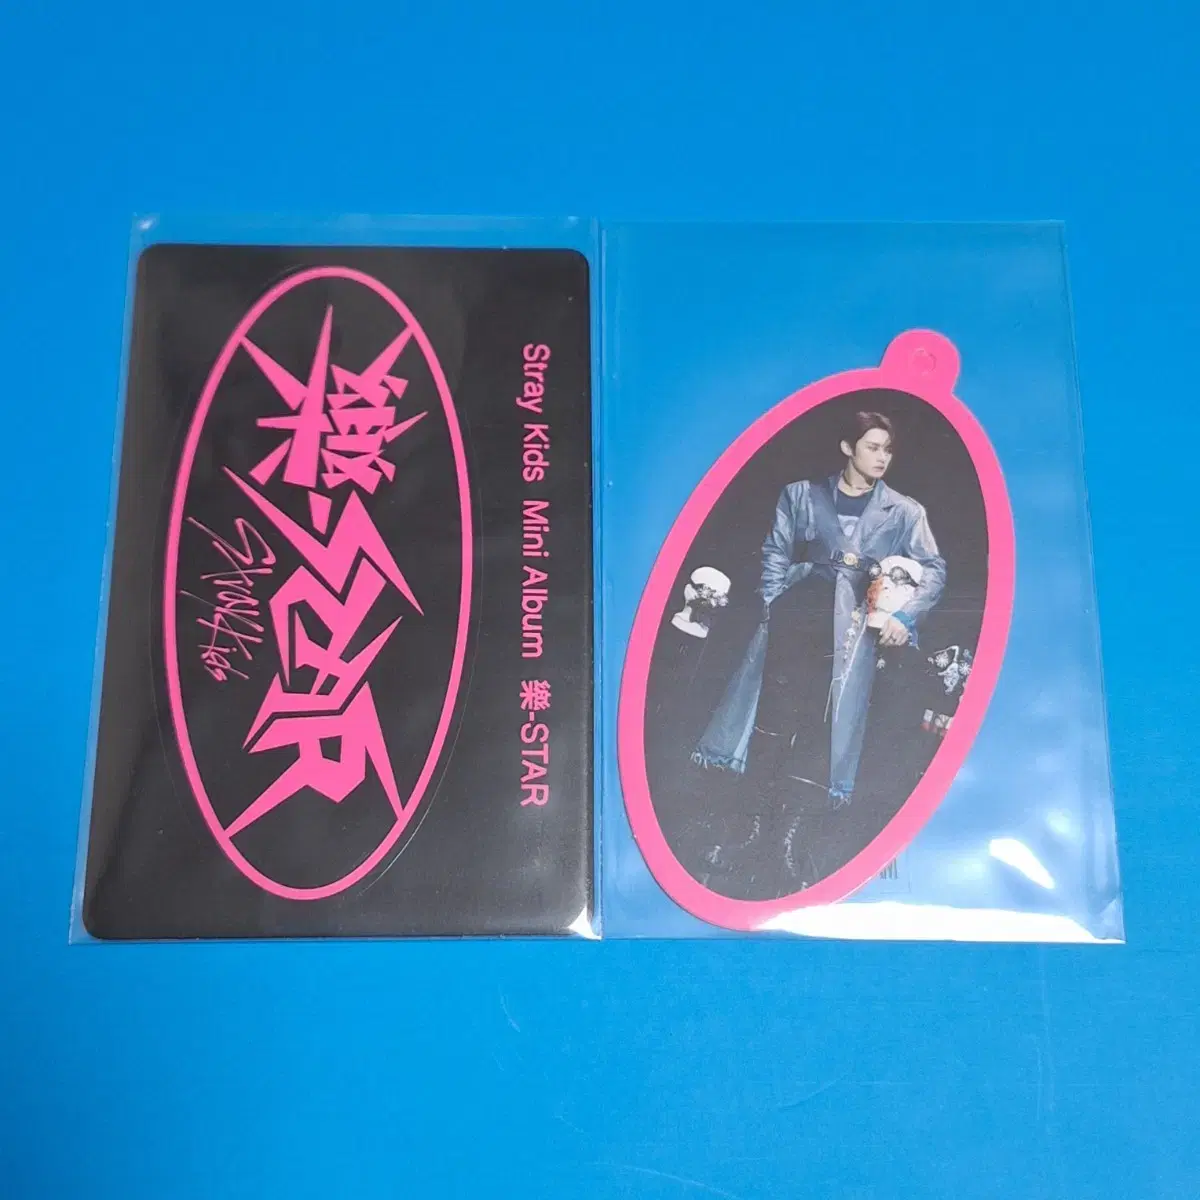 樂-STAR
Stray Kids
Stray Kids Mini Album 樂-STAR